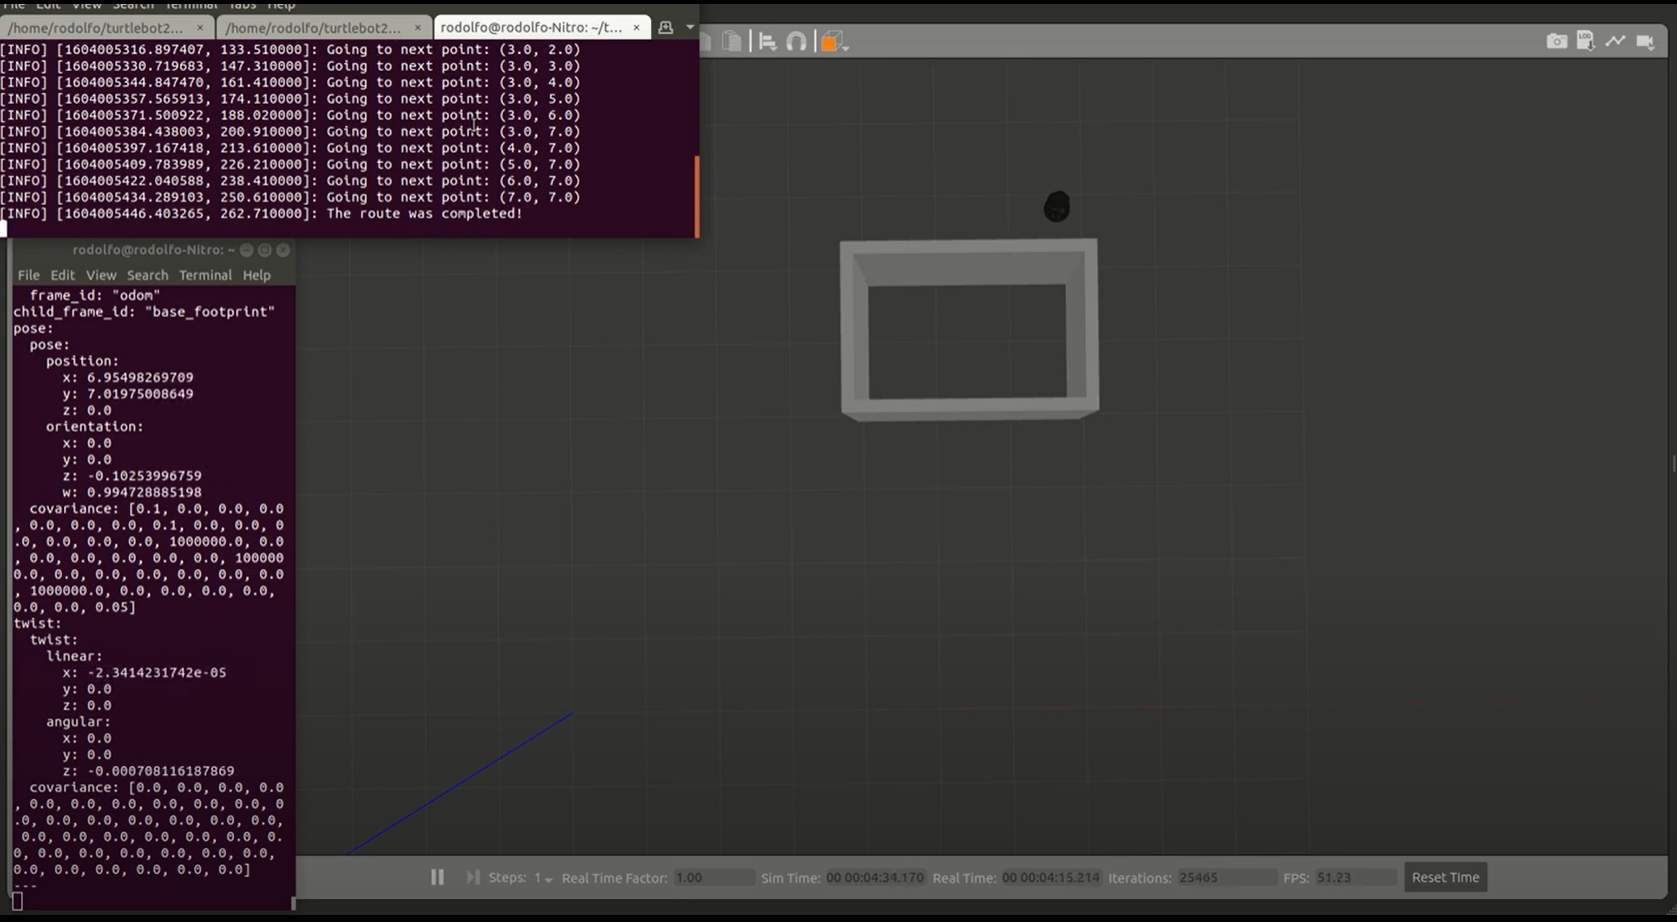 File Edit View Search Terminal Tabs Help
/home/rodolfo/turtlebot2... × /home/rodolfo/turtlebot2... × rodolfo@rodolfo-Nitro: ~/t... ×
[INFO] [1604005316.897407, 133.510000]: Going to next point: (3.0, 2.0)
[INFO] [1604005330.719683, 147.310000]: Going to next point: (3.0, 3.0)
[INFO] [1604005344.847470, 161.410000]: Going to next point: (3.0, 4.0)
[INFO] [1604005357.565913, 174.110000]: Going to next point: (3.0, 5.0)
[INFO] [1604005371.500922, 188.020000]: Going to next point: (3.0, 6.0)
[INFO] [1604005384.438003, 200.910000]: Going to next point: (3.0, 7.0)
[INFO] [1604005397.167418, 213.610000]: Going to next point: (4.0, 7.0)
[INFO] [1604005409.783989, 226.210000]: Going to next point: (5.0, 7.0)
[INFO] [1604005422.040588, 238.410000]: Going to next point: (6.0, 7.0)
[INFO] [1604005434.289103, 250.610000]: Going to next point: (7.0, 7.0)
[INFO] [1604005446.403265, 262.710000]: The route was completed!
rodolfo@rodolfo-Nitro: ~
File Edit View Search Terminal Help
frame_id: "odom"
child_frame_id: "base_footprint"
pose:
pose:
position:
x: 6.95498269709
y: 7.01975008649
z: 0.0
orientation:
x: 0.0
y: 0.0
z: -0.10253996759
w: 0.994728885198
covariance: [0.1, 0.0, 0.0, 0.0
, 0.0, 0.0, 0.0, 0.1, 0.0, 0.0, 0
.0, 0.0, 0.0, 0.0, 1000000.0, 0.0
, 0.0, 0.0, 0.0, 0.0, 0.0, 100000
0.0, 0.0, 0.0, 0.0, 0.0, 0.0, 0.0
, 1000000.0, 0.0, 0.0, 0.0, 0.0,
0.0, 0.0, 0.05]
twist:
twist:
linear:
x: -2.3414231742e-05
y: 0.0
z: 0.0
angular:
x: 0.0
y: 0.0
z: -0.000708116187869
covariance: [0.0, 0.0, 0.0, 0.0
, 0.0, 0.0, 0.0, 0.0, 0.0, 0.0, 0
.0, 0.0, 0.0, 0.0, 0.0, 0.0, 0.0,
0.0, 0.0, 0.0, 0.0, 0.0, 0.0, 0.
0, 0.0, 0.0, 0.0, 0.0, 0.0, 0.0,
0.0, 0.0, 0.0, 0.0, 0.0, 0.0]
---
LOG
Steps: 1 Real Time Factor: 1.00 Sim Time: 00 00:04:34.170 Real Time: 00 00:04:15.214 Iterations: 25465 FPS: 51.23 Reset Time